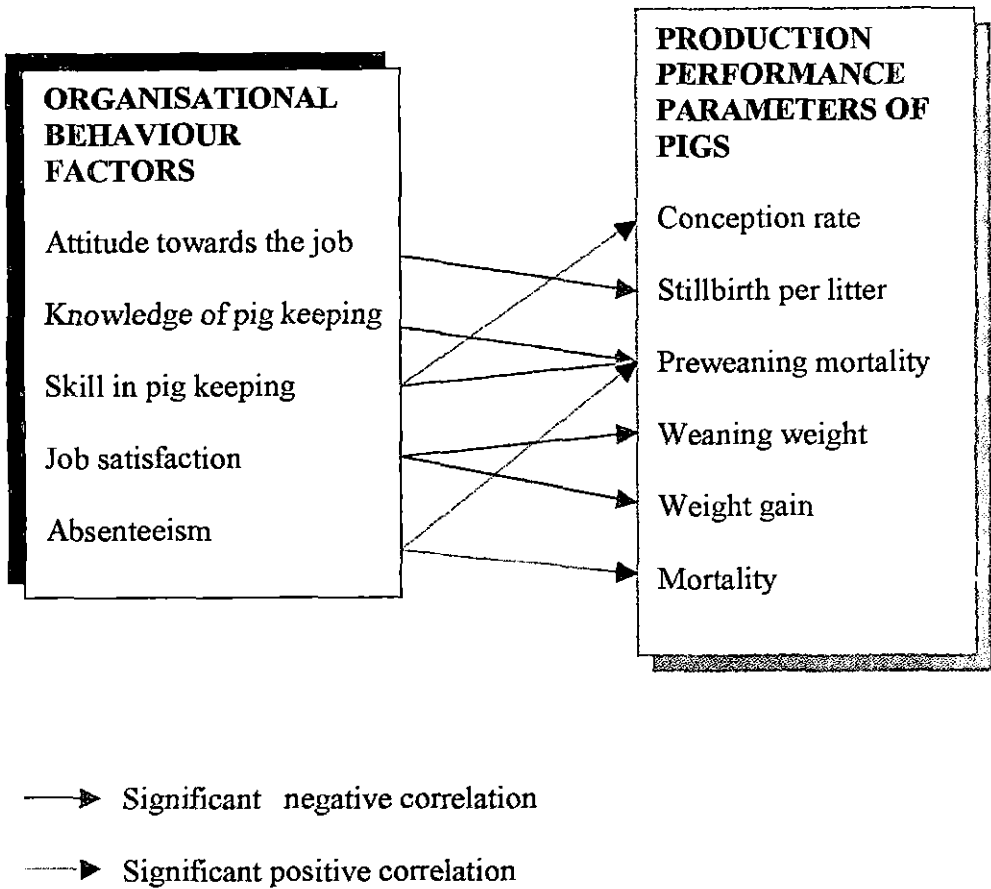 ORGANISATIONAL
BEHAVIOUR
FACTORS
Attitude towards the job
Knowledge of pig keeping
Skill in pig keeping
Job satisfaction
Absenteeism
PRODUCTION
PERFORMANCE
PARAMETERS OF
PIGS
Conception rate
Stillbirth per litter
Preweaning mortality
Weaning weight
Weight gain
Mortality
Significant negative correlation
Significant positive correlation